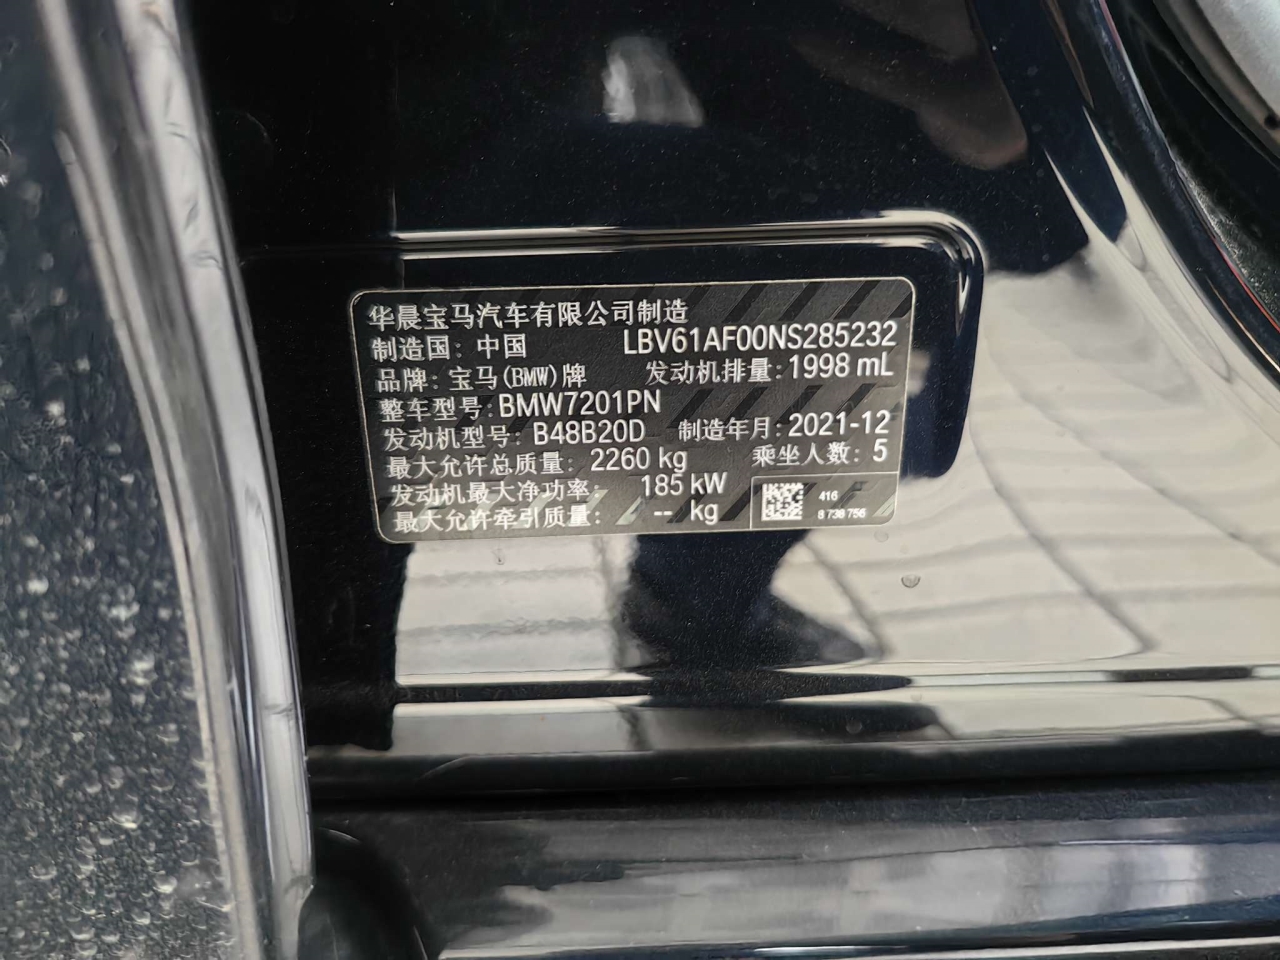 华晨宝马汽车有限公司制造
制造国: 中国 LBV61AF00NS285232
品牌: 宝马(BMW)牌 发动机排量: 1998 mL
整车型号: BMW7201PN
发动机型号: B48B20D 制造年月: 2021-12
最大允许总质量: 2260 kg 乘坐人数: 5
发动机最大净功率: 185 kW
最大允许牵引质量: -- kg
416
8 738 756